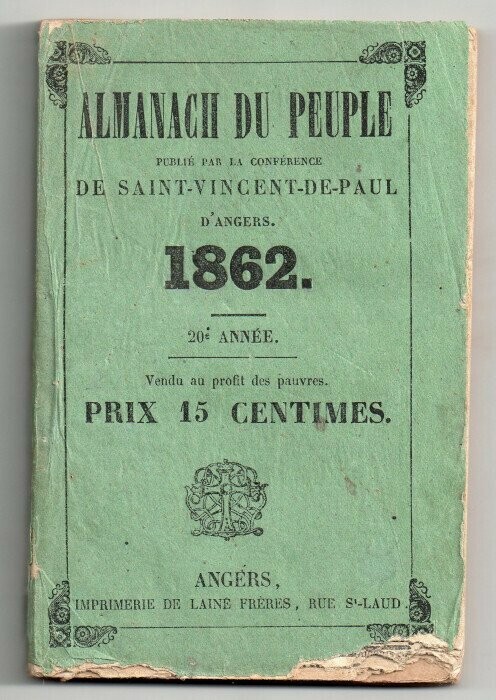 ALMANACH DU PEUPLE
PUBLIÉ PAR LA CONFÉRENCE
DE SAINT-VINCENT-DE-PAUL
D'ANGERS.
1862.
20e ANNÉE.
Vendu au profit des pauvres.
PRIX 15 CENTIMES.
ANGERS,
IMPRIMERIE DE LAINÉ FRÈRES, RUE St-LAUD.